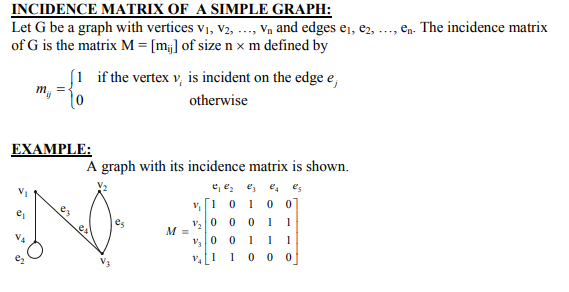 INCIDENCE MATRIX OF A SIMPLE GRAPH:
Let G be a graph with vertices v₁, v₂, …, vₙ and edges e₁, e₂, …, eₙ. The incidence matrix
of G is the matrix M = [mᵢⱼ] of size n × m defined by
mᵢⱼ = {1 if the vertex vᵢ is incident on the edge eⱼ
0 otherwise
EXAMPLE:
A graph with its incidence matrix is shown.
v₁ v₂ e₁ e₃ e₄ e₅ v₄ e₂ v₃
e₁ e₂ e₃ e₄ e₅
v₁ 1 0 1 0 0
M = v₂ 0 0 0 1 1
v₃ 0 0 1 1 1
v₄ 1 1 0 0 0